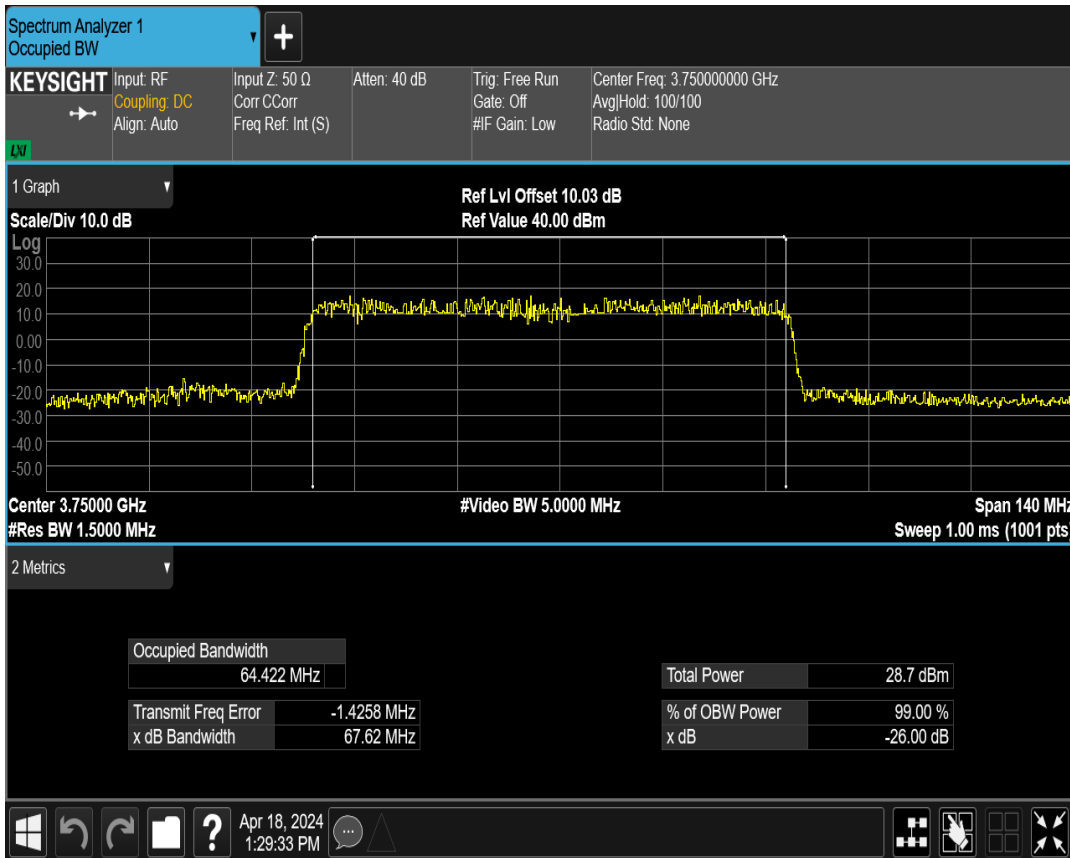 Spectrum Analyzer 1
Occupied BW
+
KEYSIGHT
LXI
Input: RF
Coupling: DC
Align: Auto
Input Z: 50 Ω
Corr CCorr
Freq Ref: Int (S)
Atten: 40 dB
Trig: Free Run
Gate: Off
#IF Gain: Low
Center Freq: 3.750000000 GHz
Avg|Hold: 100/100
Radio Std: None
1 Graph
Scale/Div 10.0 dB
Ref Lvl Offset 10.03 dB
Ref Value 40.00 dBm
Log
30.0
20.0
10.0
0.00
-10.0
-20.0
-30.0
-40.0
-50.0
Center 3.75000 GHz
#Video BW 5.0000 MHz
Span 140 MHz
#Res BW 1.5000 MHz
Sweep 1.00 ms (1001 pts)
2 Metrics
Occupied Bandwidth
64.422 MHz
Total Power 28.7 dBm
Transmit Freq Error -1.4258 MHz
% of OBW Power 99.00 %
x dB Bandwidth 67.62 MHz
x dB -26.00 dB
?
Apr 18, 2024
1:29:33 PM